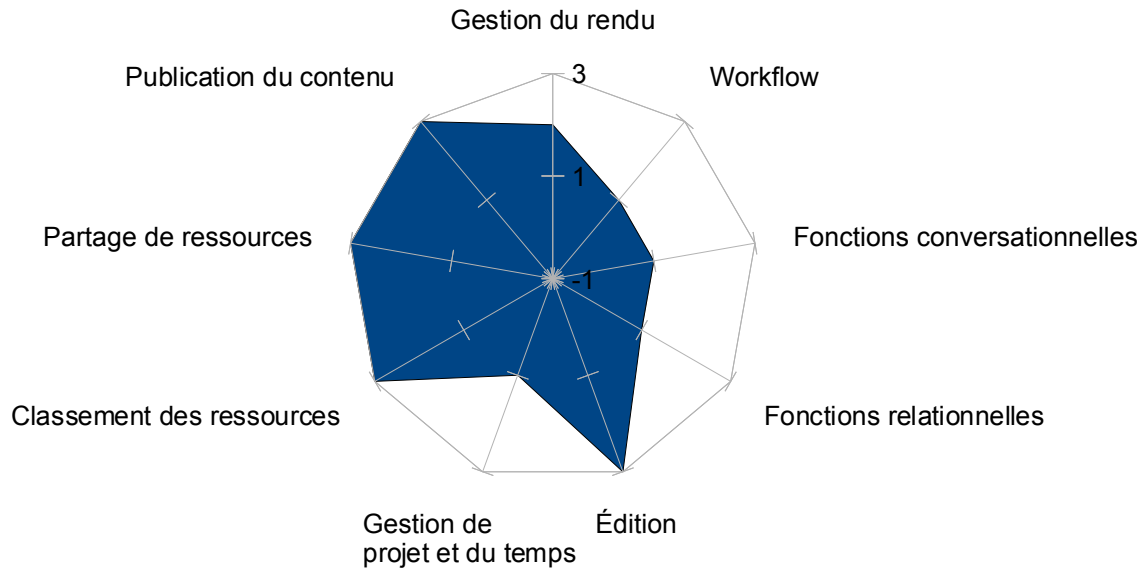 Gestion du rendu
3
Publication du contenu
Workflow
1
Partage de ressources
Fonctions conversationnelles
-1
Classement des ressources
Fonctions relationnelles
Gestion de
projet et du temps
Édition